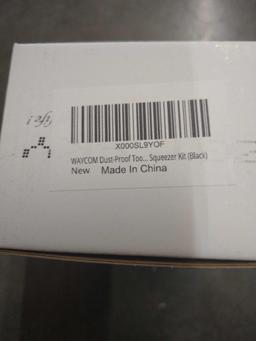 X000SL9YOF
WAYCOM Dust-Proof Too... Squeezer Kit (Black)
New Made In China